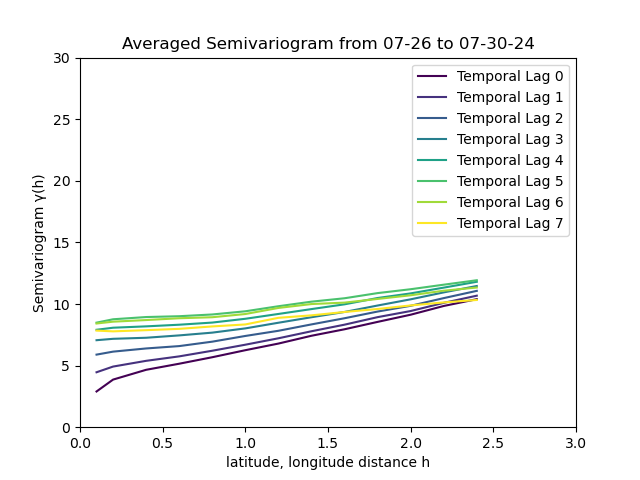 Averaged Semivariogram from 07-26 to 07-30-24
Semivariogram γ(h)
30
25
20
15
10
5
0
Temporal Lag 0
Temporal Lag 1
Temporal Lag 2
Temporal Lag 3
Temporal Lag 4
Temporal Lag 5
Temporal Lag 6
Temporal Lag 7
0.0 0.5 1.0 1.5 2.0 2.5 3.0
latitude, longitude distance h